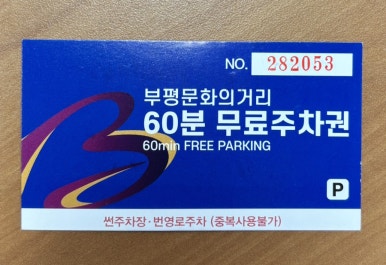 NO. 282053
부평문화의거리
60분 무료주차권
60min FREE PARKING
P
썬주차장·번영로주차 (중복사용불가)